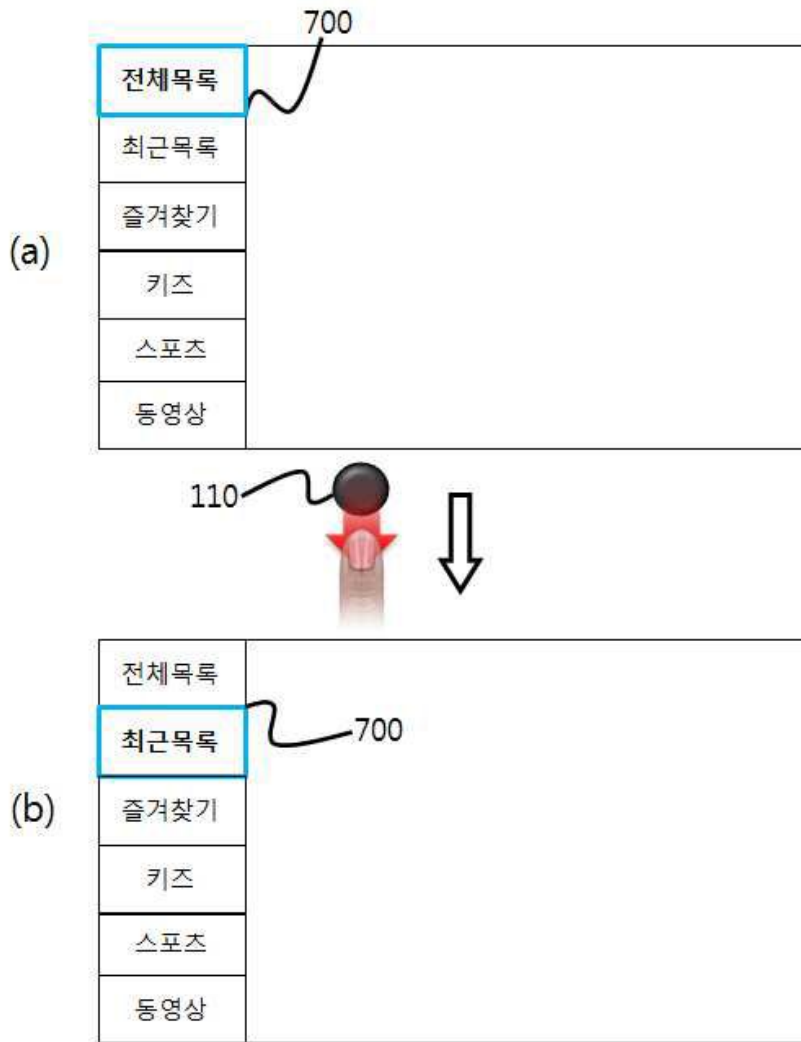 700
전체목록
최근목록
즐겨찾기
(a)
키즈
스포츠
동영상
110
전체목록
최근목록
700
즐겨찾기
(b)
키즈
스포츠
동영상